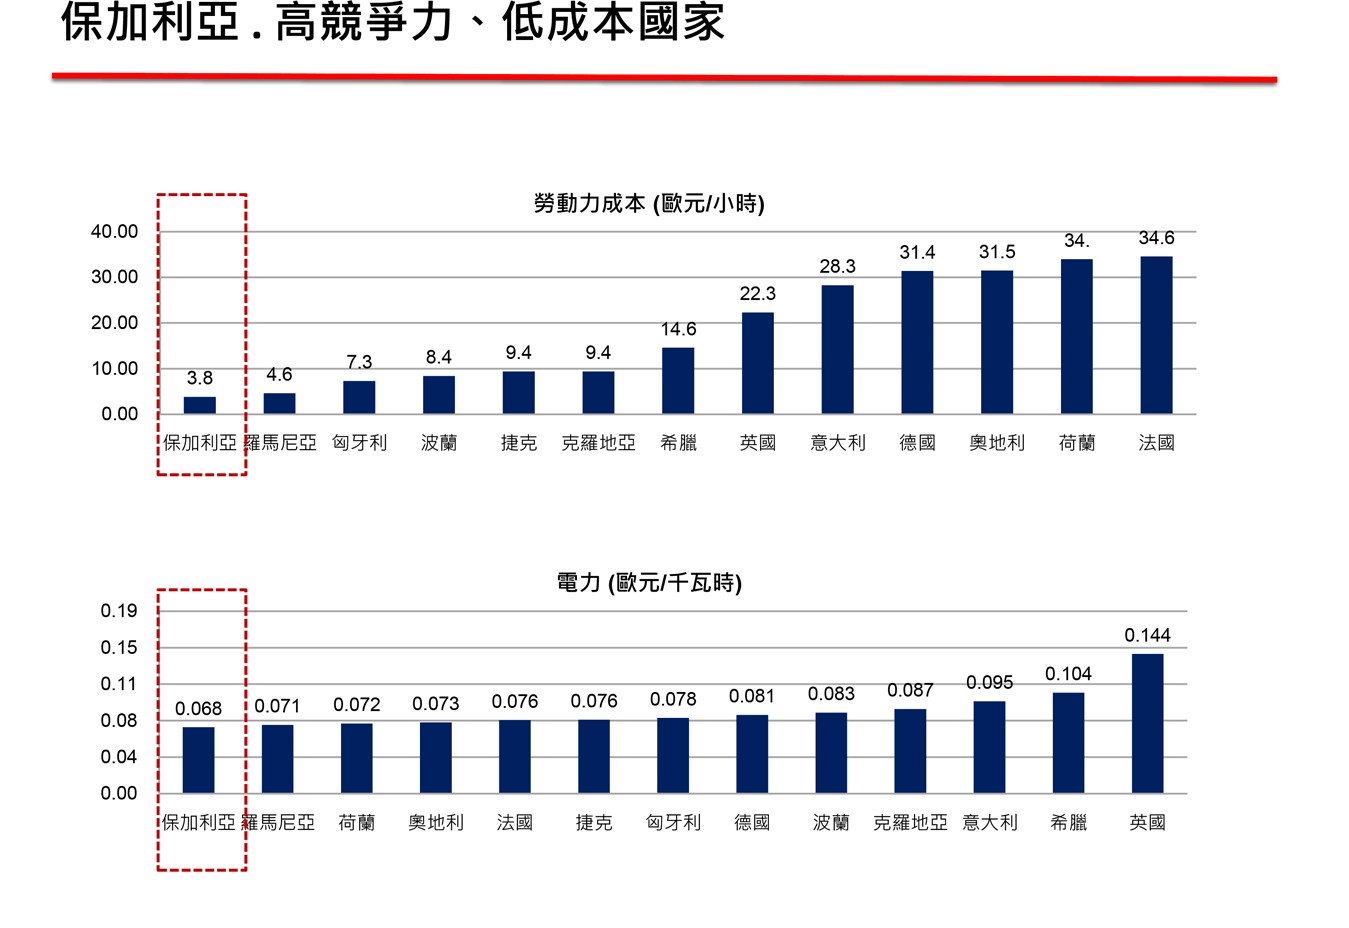 保加利亞 . 高競爭力、低成本國家
勞動力成本 (歐元/小時)
40.00
30.00
20.00
10.00
0.00
3.8 4.6 7.3 8.4 9.4 9.4 14.6 22.3 28.3 31.4 31.5 34. 34.6
保加利亞 羅馬尼亞 匈牙利 波蘭 捷克 克羅地亞 希臘 英國 意大利 德國 奧地利 荷蘭 法國
電力 (歐元/千瓦時)
0.19
0.15
0.11
0.08
0.04
0.00
0.068 0.071 0.072 0.073 0.076 0.076 0.078 0.081 0.083 0.087 0.095 0.104 0.144
保加利亞 羅馬尼亞 荷蘭 奧地利 法國 捷克 匈牙利 德國 波蘭 克羅地亞 意大利 希臘 英國